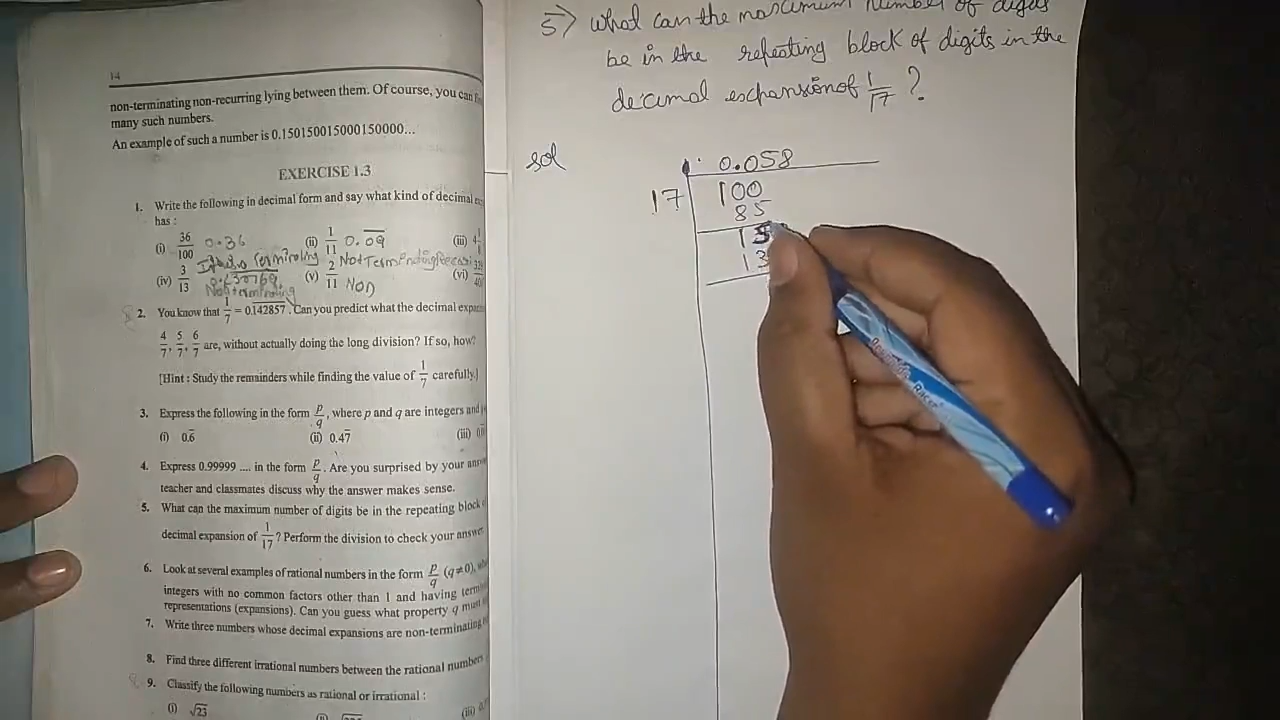 14
non-terminating non-recurring lying between them. Of course, you can
many such numbers.
An example of such a number is 0.150150015000150000...
EXERCISE 1.3
1. Write the following in decimal form and say what kind of decimal
has :
(i) 36/100 0.36 (ii) 1/11 0.09̅ (iii) 4
(iv) 3/13 (v) 2/11 Non (vi)
2. You know that 1/7 = 0.142857̅. Can you predict what the decimal
4/7, 5/7, 6/7 are, without actually doing the long division? If so, how?
[Hint : Study the remainders while finding the value of 1/7 carefully.]
3. Express the following in the form p/q, where p and q are integers and
(i) 0.6̅ (ii) 0.47̅ (iii)
4. Express 0.99999 .... in the form p/q. Are you surprised by your
teacher and classmates discuss why the answer makes sense.
5. What can the maximum number of digits be in the repeating block
decimal expansion of 1/17? Perform the division to check your answer
6. Look at several examples of rational numbers in the form p/q (q≠0),
integers with no common factors other than 1 and having
representations (expansions). Can you guess what property q must
7. Write three numbers whose decimal expansions are non-terminating
8. Find three different irrational numbers between the rational numbers
9. Classify the following numbers as rational or irrational :
(i) √23
5) What can the maximum number of digits
be in the repeating block of digits in the
decimal expansion of 1/17 ?
sol
0.058
17 100
85